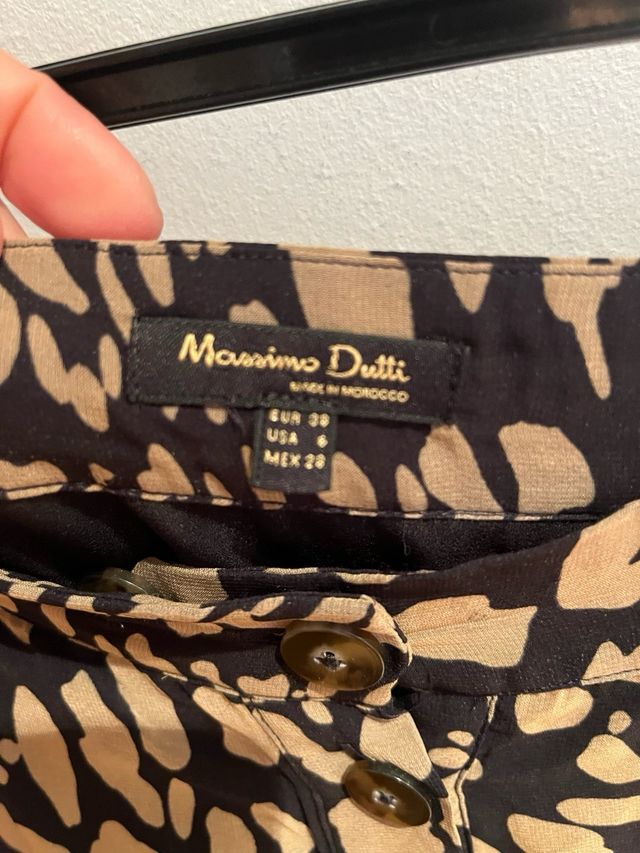 Massimo Dutti
MADE IN MOROCCO
EUR 38
USA 6
MEX 28